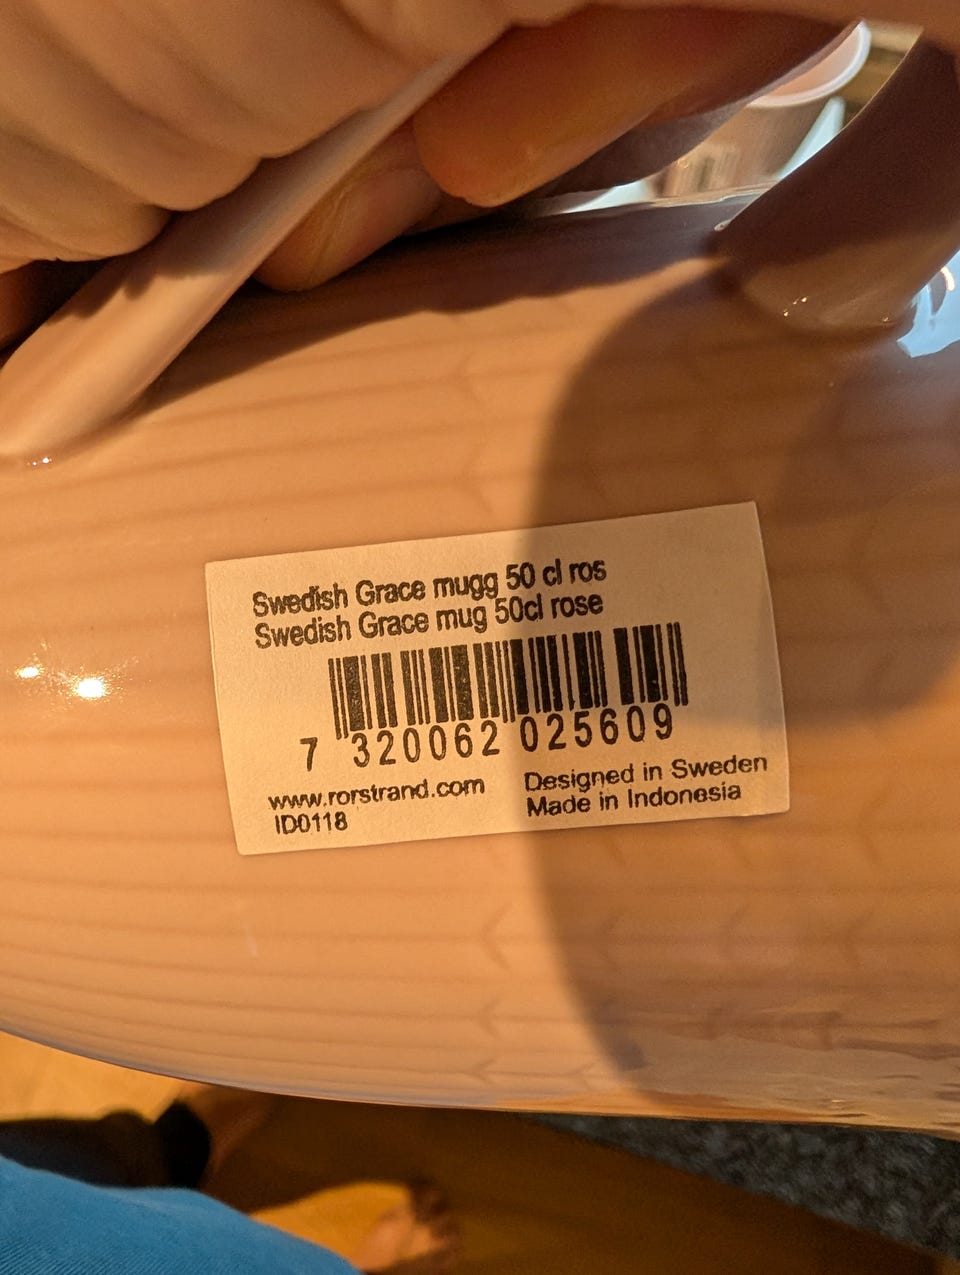 Swedish Grace mugg 50 cl ros
Swedish Grace mug 50cl rose
7 320062 025609
www.rorstrand.com
ID0118
Designed in Sweden
Made in Indonesia